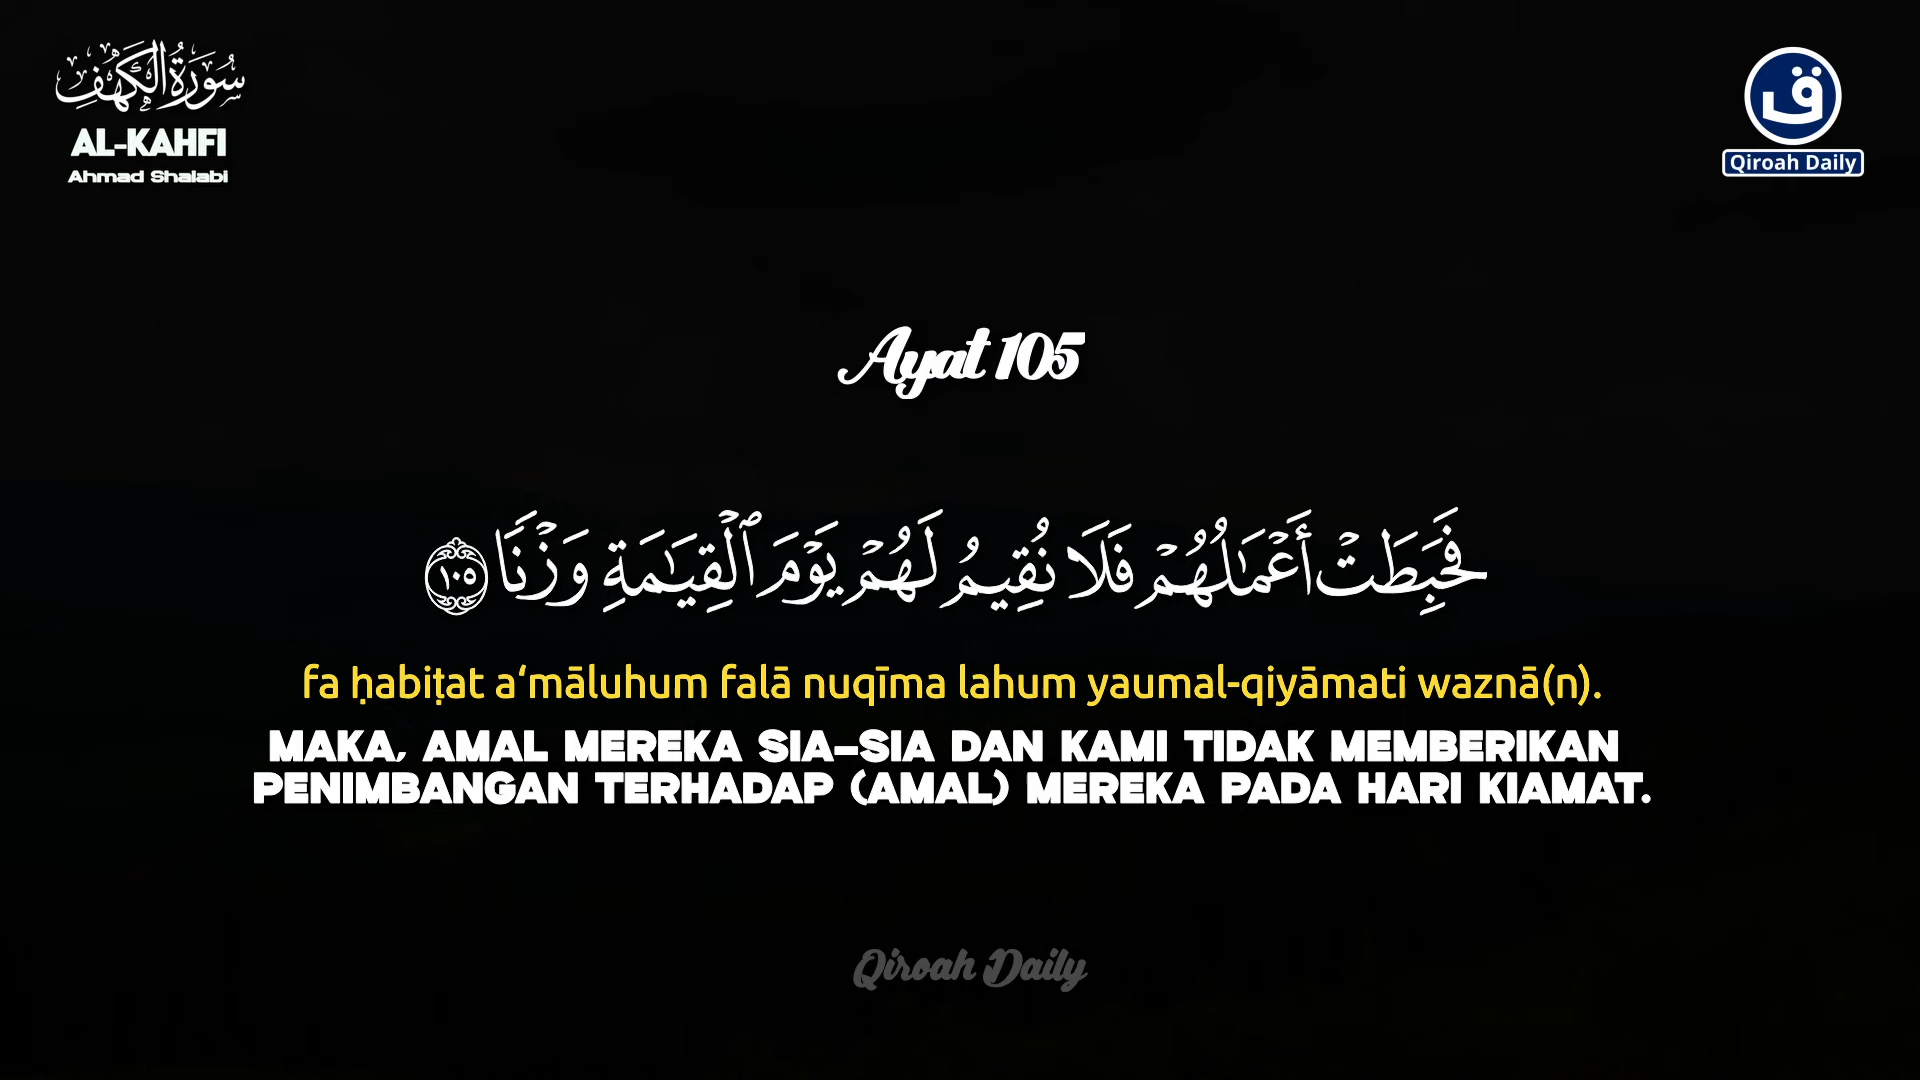 سُورَةُ الْكَهْفِ
AL-KAHFI
Ahmad Shalabi
ق
Qiroah Daily
Ayat 105
فَحَبِطَتْ أَعْمَـٰلُهُمْ فَلَا نُقِيمُ لَهُمْ يَوْمَ ٱلْقِيَـٰمَةِ وَزْنًا ١٠٥
fa ḥabiṭat a‘māluhum falā nuqīma lahum yaumal-qiyāmati waznā(n).
MAKA, AMAL MEREKA SIA-SIA DAN KAMI TIDAK MEMBERIKAN
PENIMBANGAN TERHADAP (AMAL) MEREKA PADA HARI KIAMAT.
Qiroah Daily